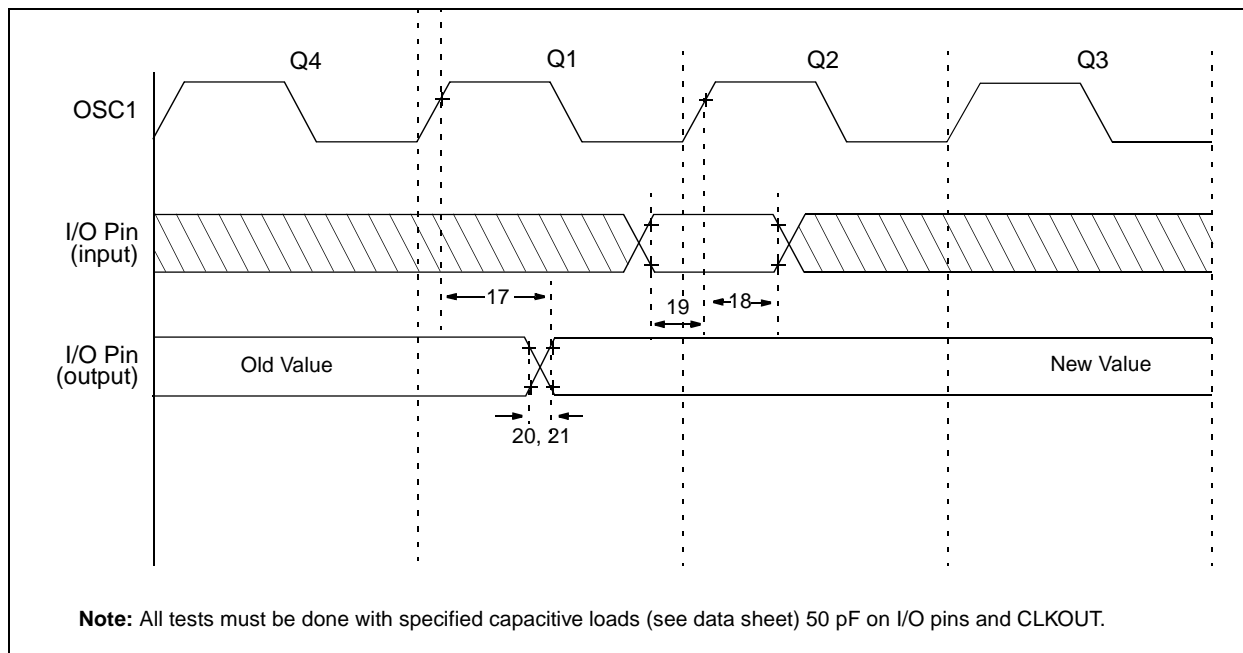 Q4
Q1
Q2
Q3
OSC1
I/O Pin
(input)
17
19
18
I/O Pin
(output)
Old Value
New Value
20, 21
Note: All tests must be done with specified capacitive loads (see data sheet) 50 pF on I/O pins and CLKOUT.